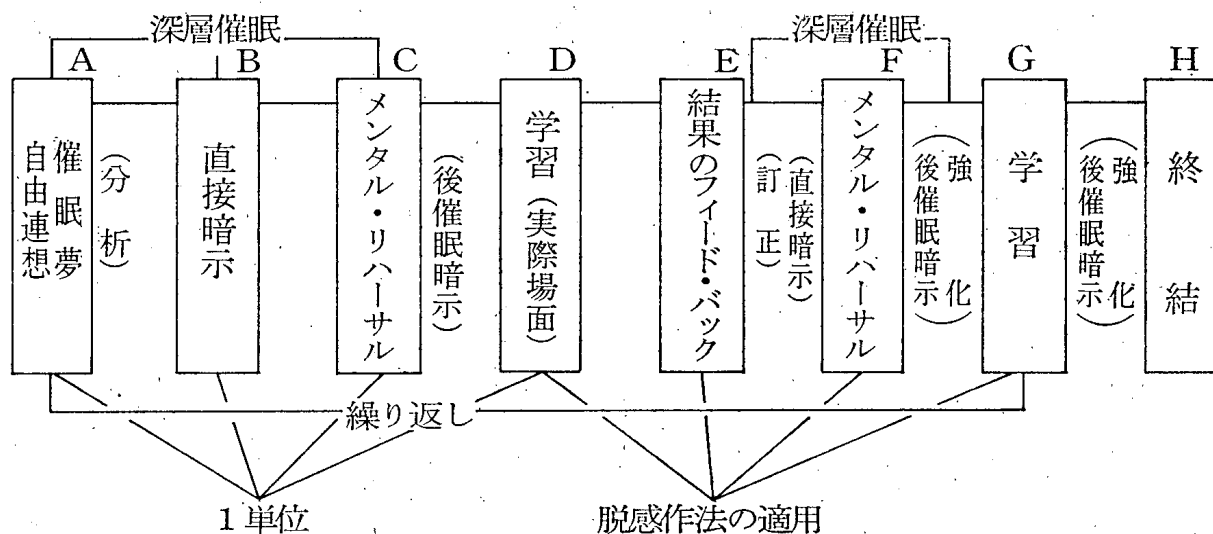 深層催眠
深層催眠
A
B
C
D
E
F
G
H
催眠夢
自由連想
(分析)
直接暗示
メンタル・リハーサル
(後催眠暗示)
学習(実際場面)
結果のフィード・バック
(直接暗示)
(訂正)
メンタル・リハーサル
(強化)
(後催眠暗示)
学習
(強化)
(後催眠暗示)
終結
繰り返し
1単位
脱感作法の適用